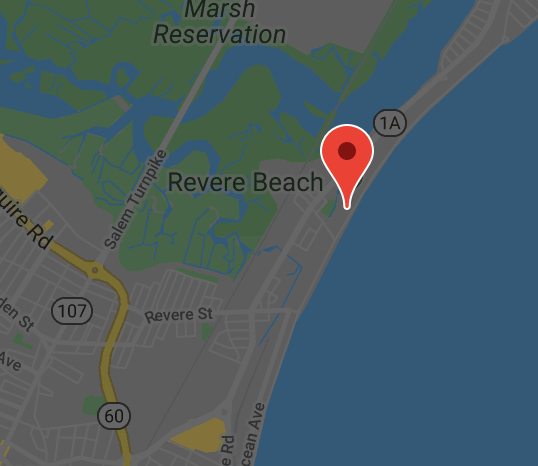 Marsh
Reservation
1A
Revere Beach
Salem Turnpike
uire Rd
107
den St
Revere St
Ave
60
e Rd
cean Ave